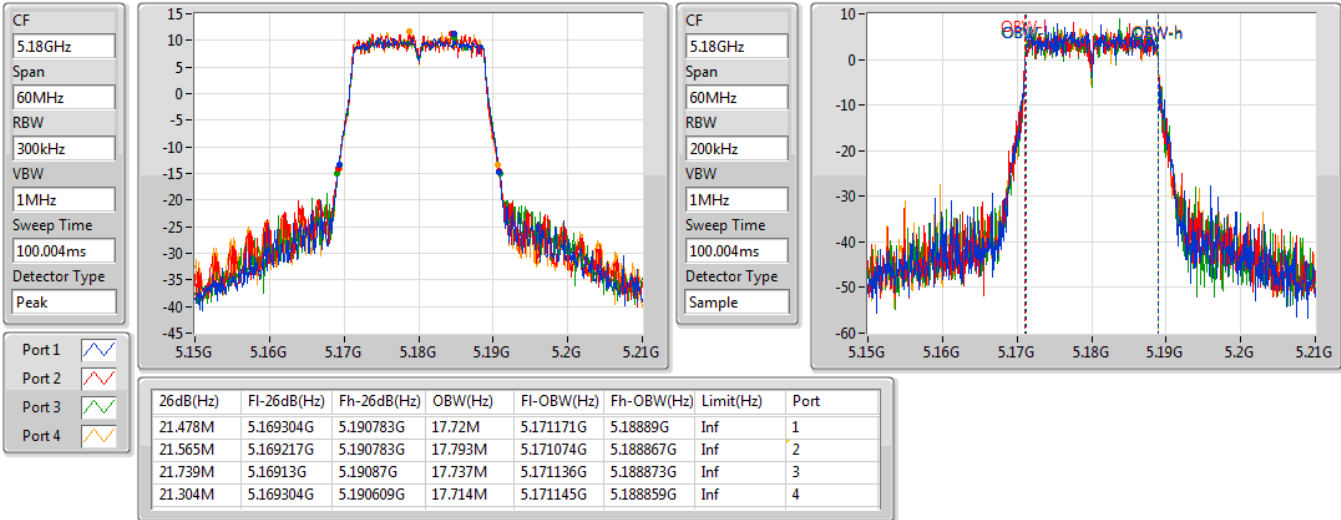 CF
5.18GHz
Span
60MHz
RBW
300kHz
VBW
1MHz
Sweep Time
100.004ms
Detector Type
Peak
15
10
5
0
-5
-10
-15
-20
-25
-30
-35
-40
-45
5.15G 5.16G 5.17G 5.18G 5.19G 5.2G 5.21G
CF
5.18GHz
Span
60MHz
RBW
200kHz
VBW
1MHz
Sweep Time
100.004ms
Detector Type
Sample
10
0
-10
-20
-30
-40
-50
-60
OBW-h
5.15G 5.16G 5.17G 5.18G 5.19G 5.2G 5.21G
Port 1
Port 2
Port 3
Port 4
26dB(Hz) Fl-26dB(Hz) Fh-26dB(Hz) OBW(Hz) Fl-OBW(Hz) Fh-OBW(Hz) Limit(Hz) Port
21.478M 5.169304G 5.190783G 17.72M 5.171171G 5.18889G Inf 1
21.565M 5.169217G 5.190783G 17.793M 5.171074G 5.188867G Inf 2
21.739M 5.16913G 5.19087G 17.737M 5.171136G 5.188873G Inf 3
21.304M 5.169304G 5.190609G 17.714M 5.171145G 5.188859G Inf 4